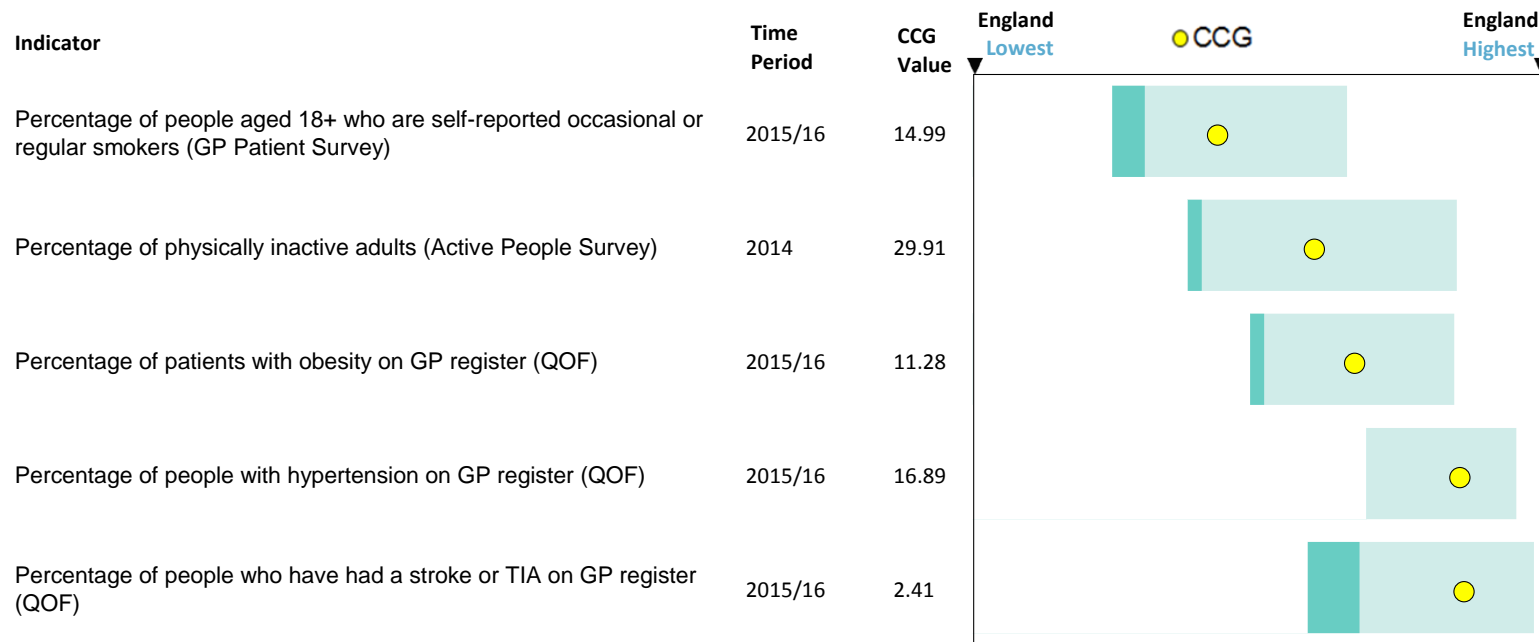 Indicator
Time
Period
CCG
Value
England
Lowest
CCG
England
Highest
Percentage of people aged 18+ who are self-reported occasional or
regular smokers (GP Patient Survey)
2015/16
14.99
Percentage of physically inactive adults (Active People Survey)
2014
29.91
Percentage of patients with obesity on GP register (QOF)
2015/16
11.28
Percentage of people with hypertension on GP register (QOF)
2015/16
16.89
Percentage of people who have had a stroke or TIA on GP register
(QOF)
2015/16
2.41